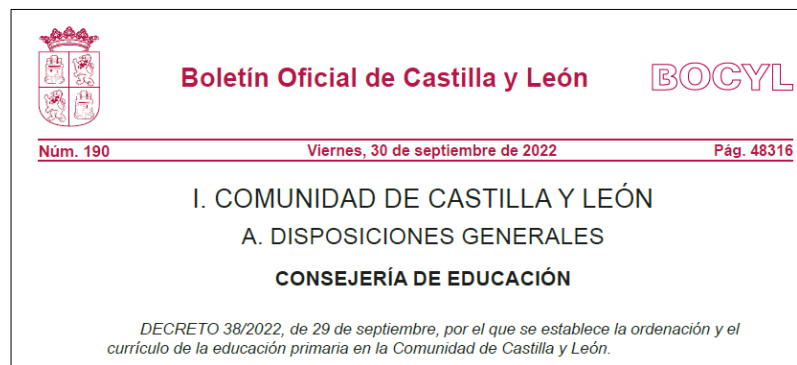 Boletín Oficial de Castilla y León
BOCYL
Núm. 190 Viernes, 30 de septiembre de 2022 Pág. 48316
I. COMUNIDAD DE CASTILLA Y LEÓN
A. DISPOSICIONES GENERALES
CONSEJERÍA DE EDUCACIÓN
DECRETO 38/2022, de 29 de septiembre, por el que se establece la ordenación y el
currículo de la educación primaria en la Comunidad de Castilla y León.